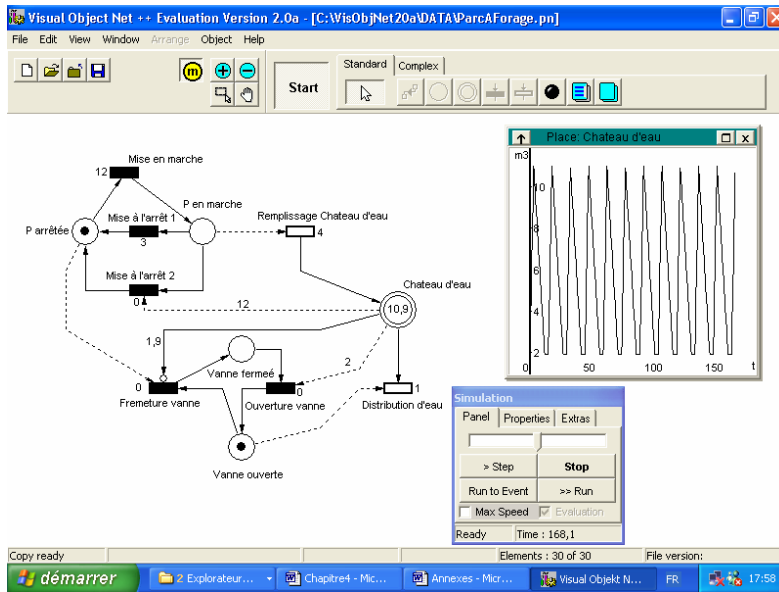 Visual Object Net ++ Evaluation Version 2.0a - [C:\VisObjNet20a\DATA\ParcAForage.pn]
File Edit View Window Arrange Object Help
m
Start
Standard Complex
Place: Chateau d'eau
m3
10
8
6
4
2
0 50 100 150 t
Mise en marche
12
P en marche
P arrêtée
Mise à l'arrêt 1
3
Remplissage Chateau d'eau
4
Mise à l'arrêt 2
0
12
Chateau d'eau
10,9
1,9
Vanne fermeé
2
0
Fremeture vanne
0
Ouverture vanne
1
Distribution d'eau
Vanne ouverte
Simulation
Panel Properties Extras
> Step Stop
Run to Event >> Run
Max Speed Evaluation
Ready Time : 168,1
Copy ready Elements : 30 of 30 File version:
démarrer 2 Explorateur... Chapitre4 - Mic... Annexes - Micr... Visual Objekt N... FR 17:58